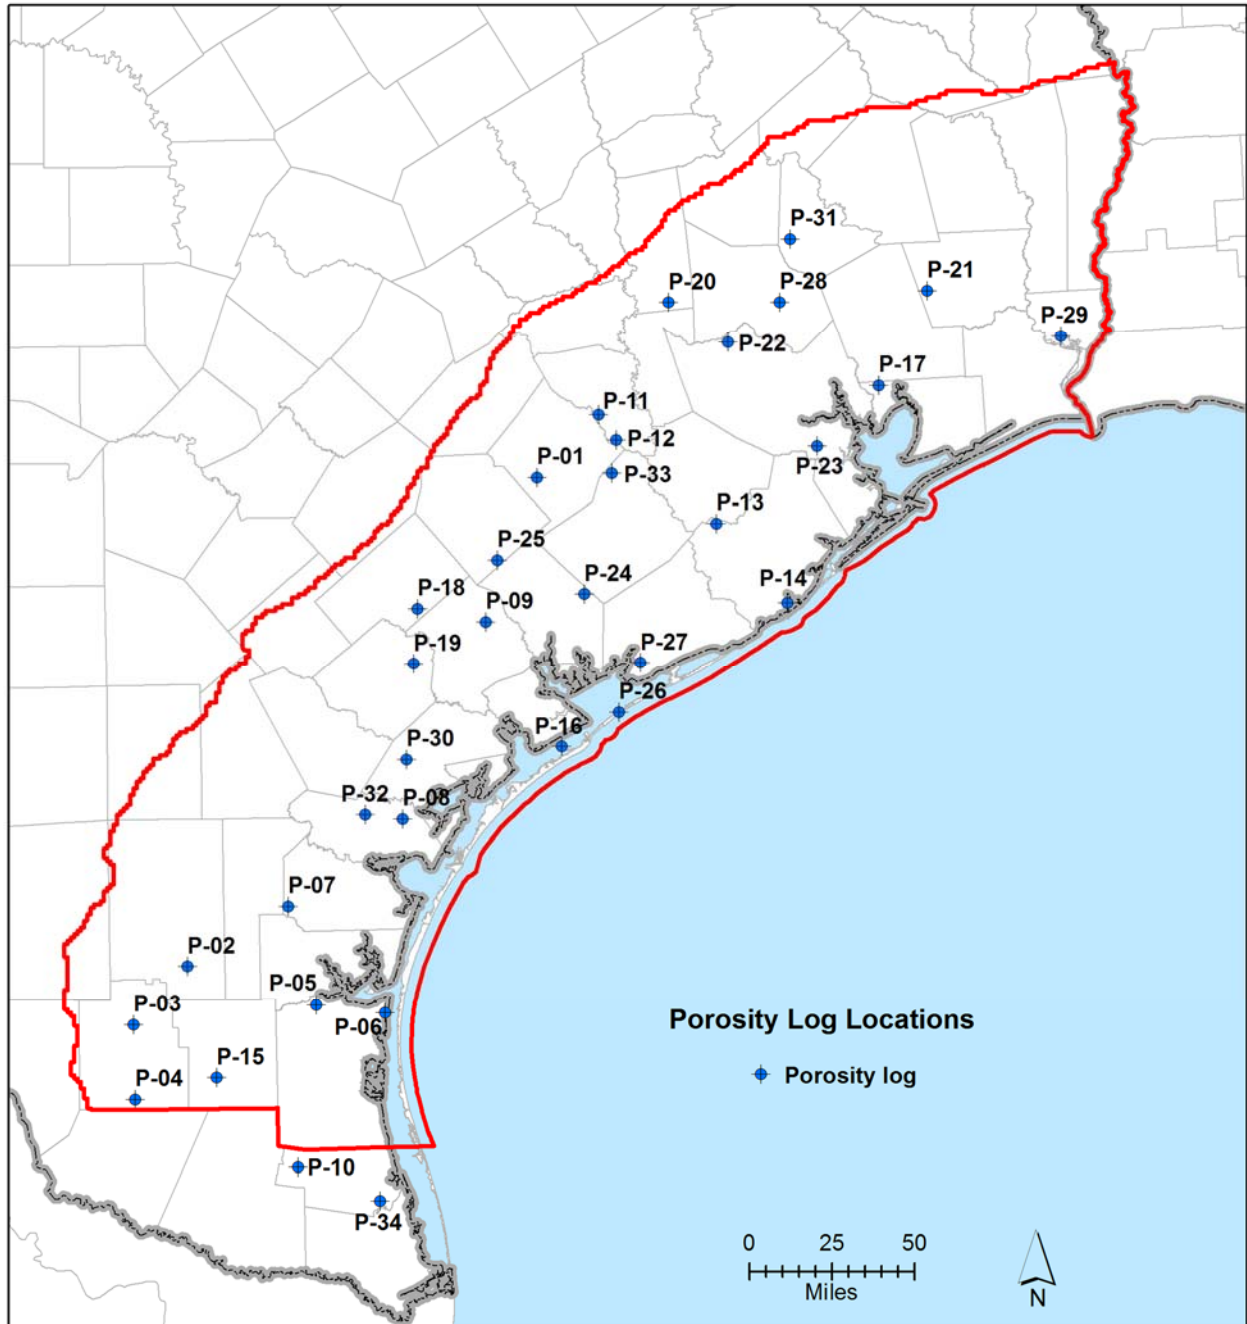 P-31
P-20
P-28
P-21
P-29
P-22
P-17
P-11
P-12
P-01
P-33
P-23
P-13
P-25
P-24
P-14
P-18
P-09
P-19
P-27
P-26
P-16
P-30
P-32
P-08
P-07
P-02
P-05
P-03
P-06
Porosity Log Locations
P-15
P-04
Porosity log
P-10
P-34
0 25 50
Miles
N